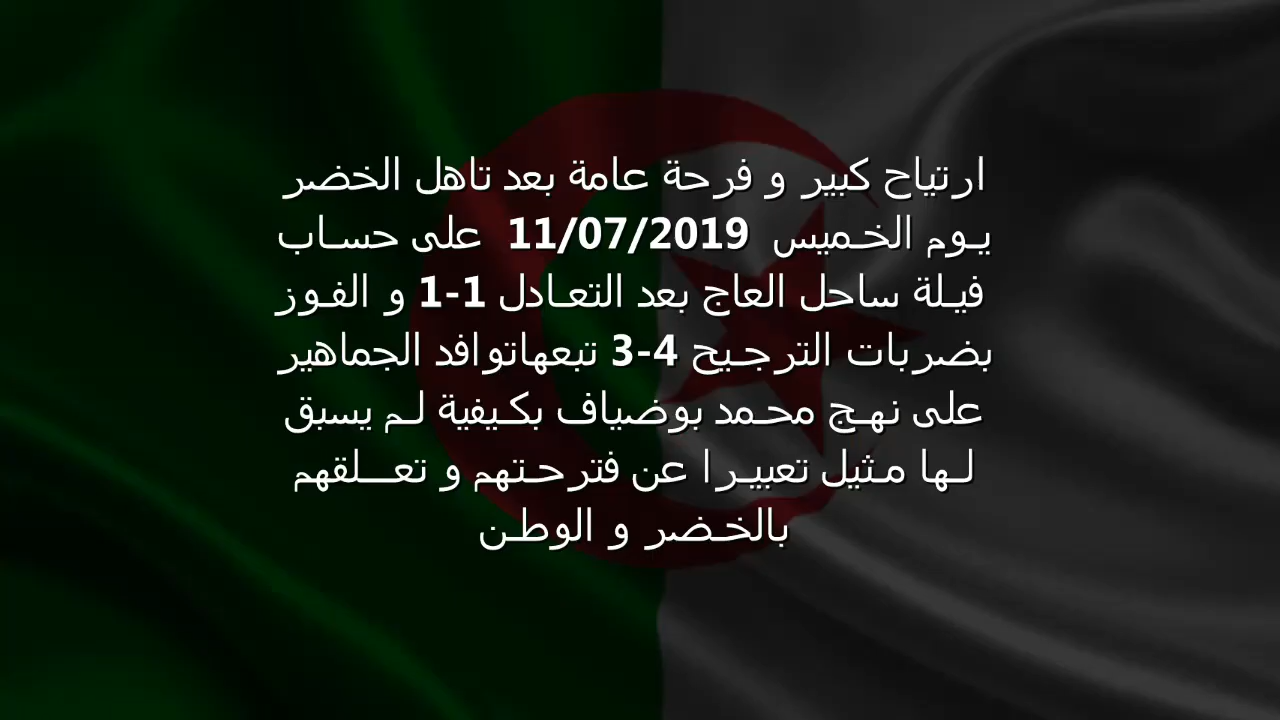 ارتياح كبير و فرحة عامة بعد تاهل الخضر
يـوم الخـميس 11/07/2019 على حسـاب
فيـلة ساحل العاج بعد التعـادل 1-1 و الفـوز
بضربات الترجـيح 4-3 تبعهاتوافد الجماهير
على نهـج محـمد بوضياف بكـيفية لـم يسبق
لـها مـثيل تعبيـرا عن فترحـتهم و تعـــلقهم
بالخـضر و الوطـن